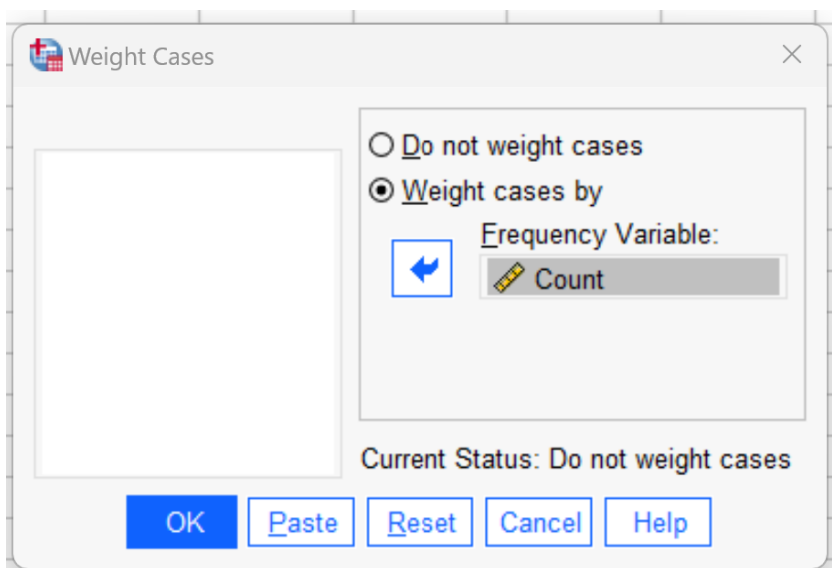 Weight Cases
Do not weight cases
Weight cases by
Frequency Variable:
Count
Current Status: Do not weight cases
OK Paste Reset Cancel Help